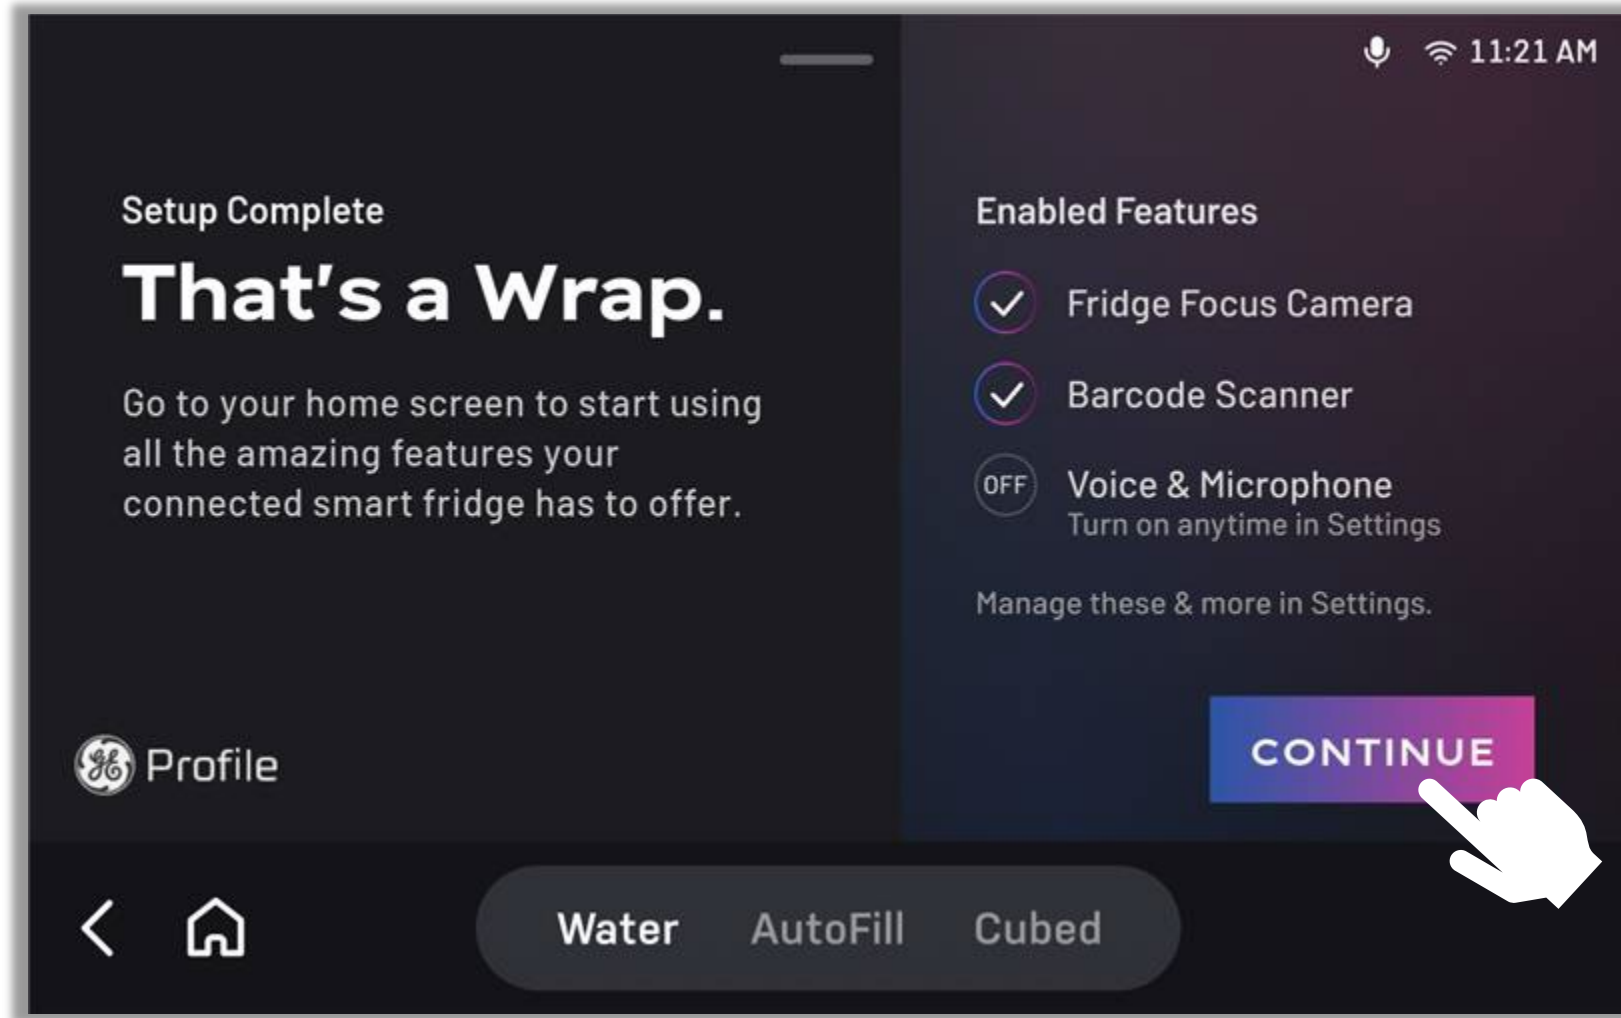 11:21 AM
Setup Complete
That's a Wrap.
Go to your home screen to start using
all the amazing features your
connected smart fridge has to offer.
GE Profile
Enabled Features
Fridge Focus Camera
Barcode Scanner
OFF Voice & Microphone
Turn on anytime in Settings
Manage these & more in Settings.
CONTINUE
Water AutoFill Cubed